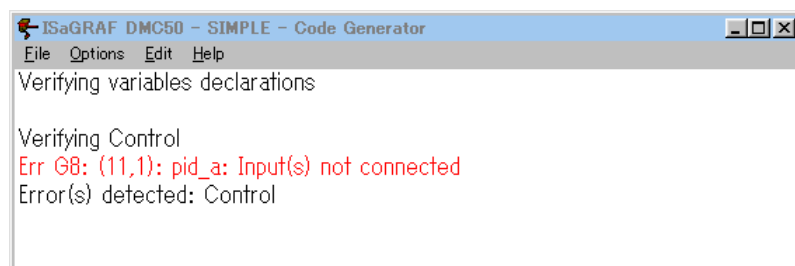 ISaGRAF DMC50 - SIMPLE - Code Generator
File Options Edit Help
Verifying variables declarations
Verifying Control
Err G8: (11,1): pid_a: Input(s) not connected
Error(s) detected: Control